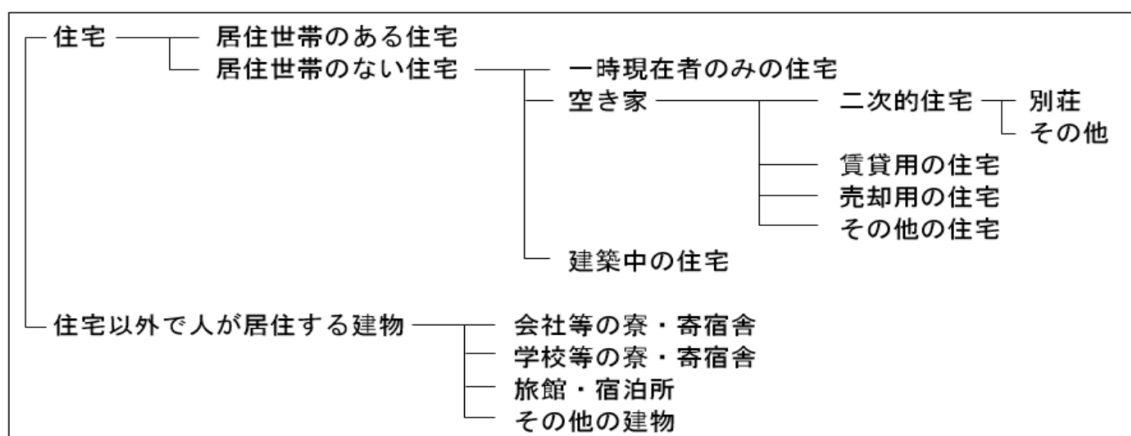 住宅 居住世帯のある住宅
居住世帯のない住宅 一時現在者のみの住宅
空き家 二次的住宅 別荘
その他
賃貸用の住宅
売却用の住宅
その他の住宅
建築中の住宅
住宅以外で人が居住する建物 会社等の寮・寄宿舎
学校等の寮・寄宿舎
旅館・宿泊所
その他の建物